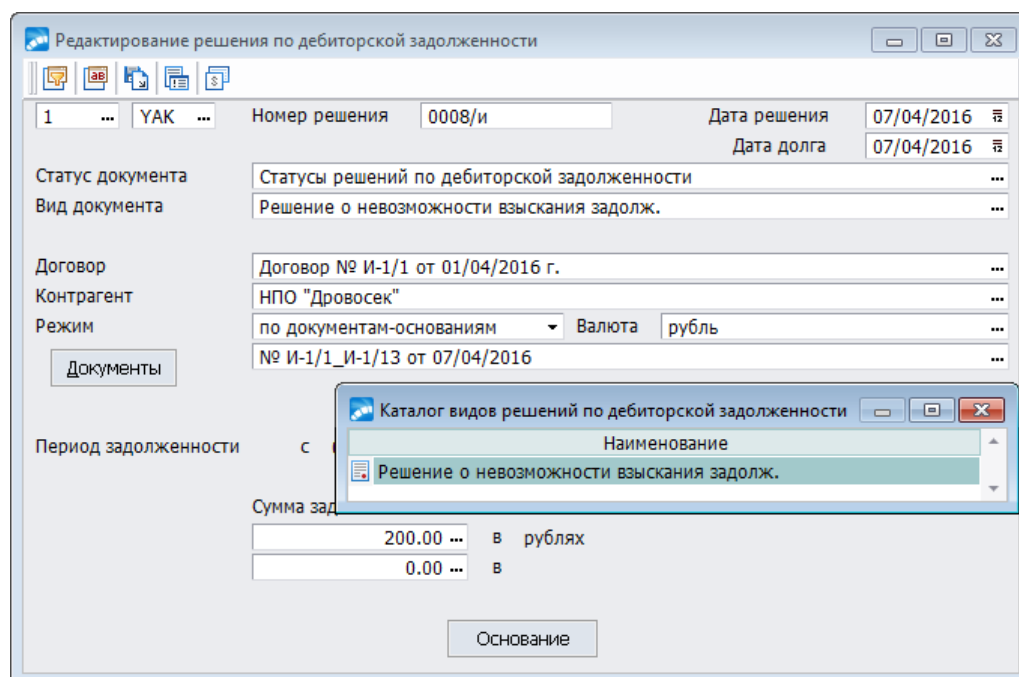 Редактирование решения по дебиторской задолженности
1 ... YAK ... Номер решения 0008/и Дата решения 07/04/2016
Дата долга 07/04/2016
Статус документа Статусы решений по дебиторской задолженности ...
Вид документа Решение о невозможности взыскания задолж. ...
Договор Договор № И-1/1 от 01/04/2016 г. ...
Контрагент НПО "Дровосек" ...
Режим по документам-основаниям Валюта рубль ...
Документы № И-1/1_И-1/13 от 07/04/2016 ...
Каталог видов решений по дебиторской задолженности
Наименование
Решение о невозможности взыскания задолж.
Период задолженности с
Сумма зад
200.00 ... в рублях
0.00 ... в
Основание